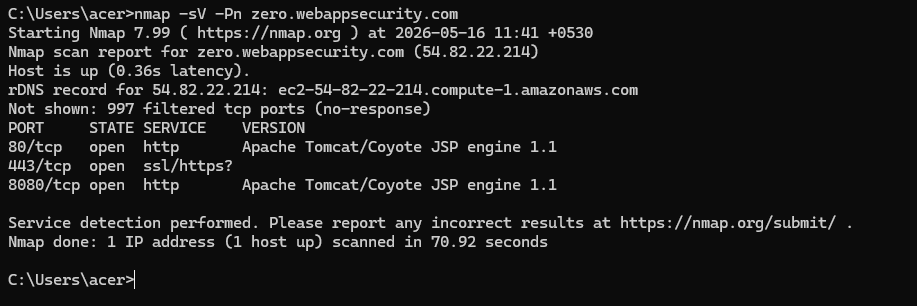 C:\Users\acer>nmap -sV -Pn zero.webappsecurity.com
Starting Nmap 7.99 ( https://nmap.org ) at 2026-05-16 11:41 +0530
Nmap scan report for zero.webappsecurity.com (54.82.22.214)
Host is up (0.36s latency).
rDNS record for 54.82.22.214: ec2-54-82-22-214.compute-1.amazonaws.com
Not shown: 997 filtered tcp ports (no-response)
PORT     STATE SERVICE    VERSION
80/tcp   open  http       Apache Tomcat/Coyote JSP engine 1.1
443/tcp  open  ssl/https?
8080/tcp open  http       Apache Tomcat/Coyote JSP engine 1.1
Service detection performed. Please report any incorrect results at https://nmap.org/submit/ .
Nmap done: 1 IP address (1 host up) scanned in 70.92 seconds
C:\Users\acer>